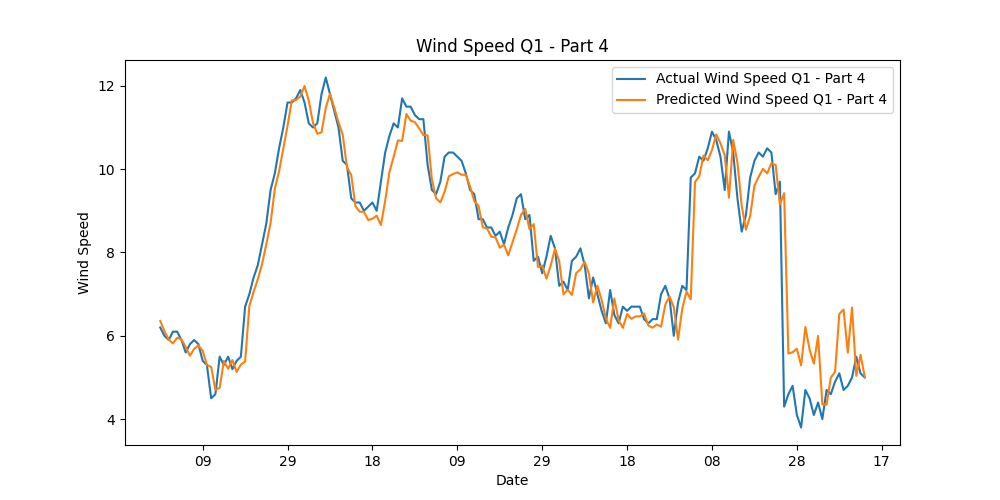 Wind Speed Q1 - Part 4
Actual Wind Speed Q1 - Part 4
Predicted Wind Speed Q1 - Part 4
12
10
8
6
4
Wind Speed
09
29
18
09
29
18
08
28
17
Date